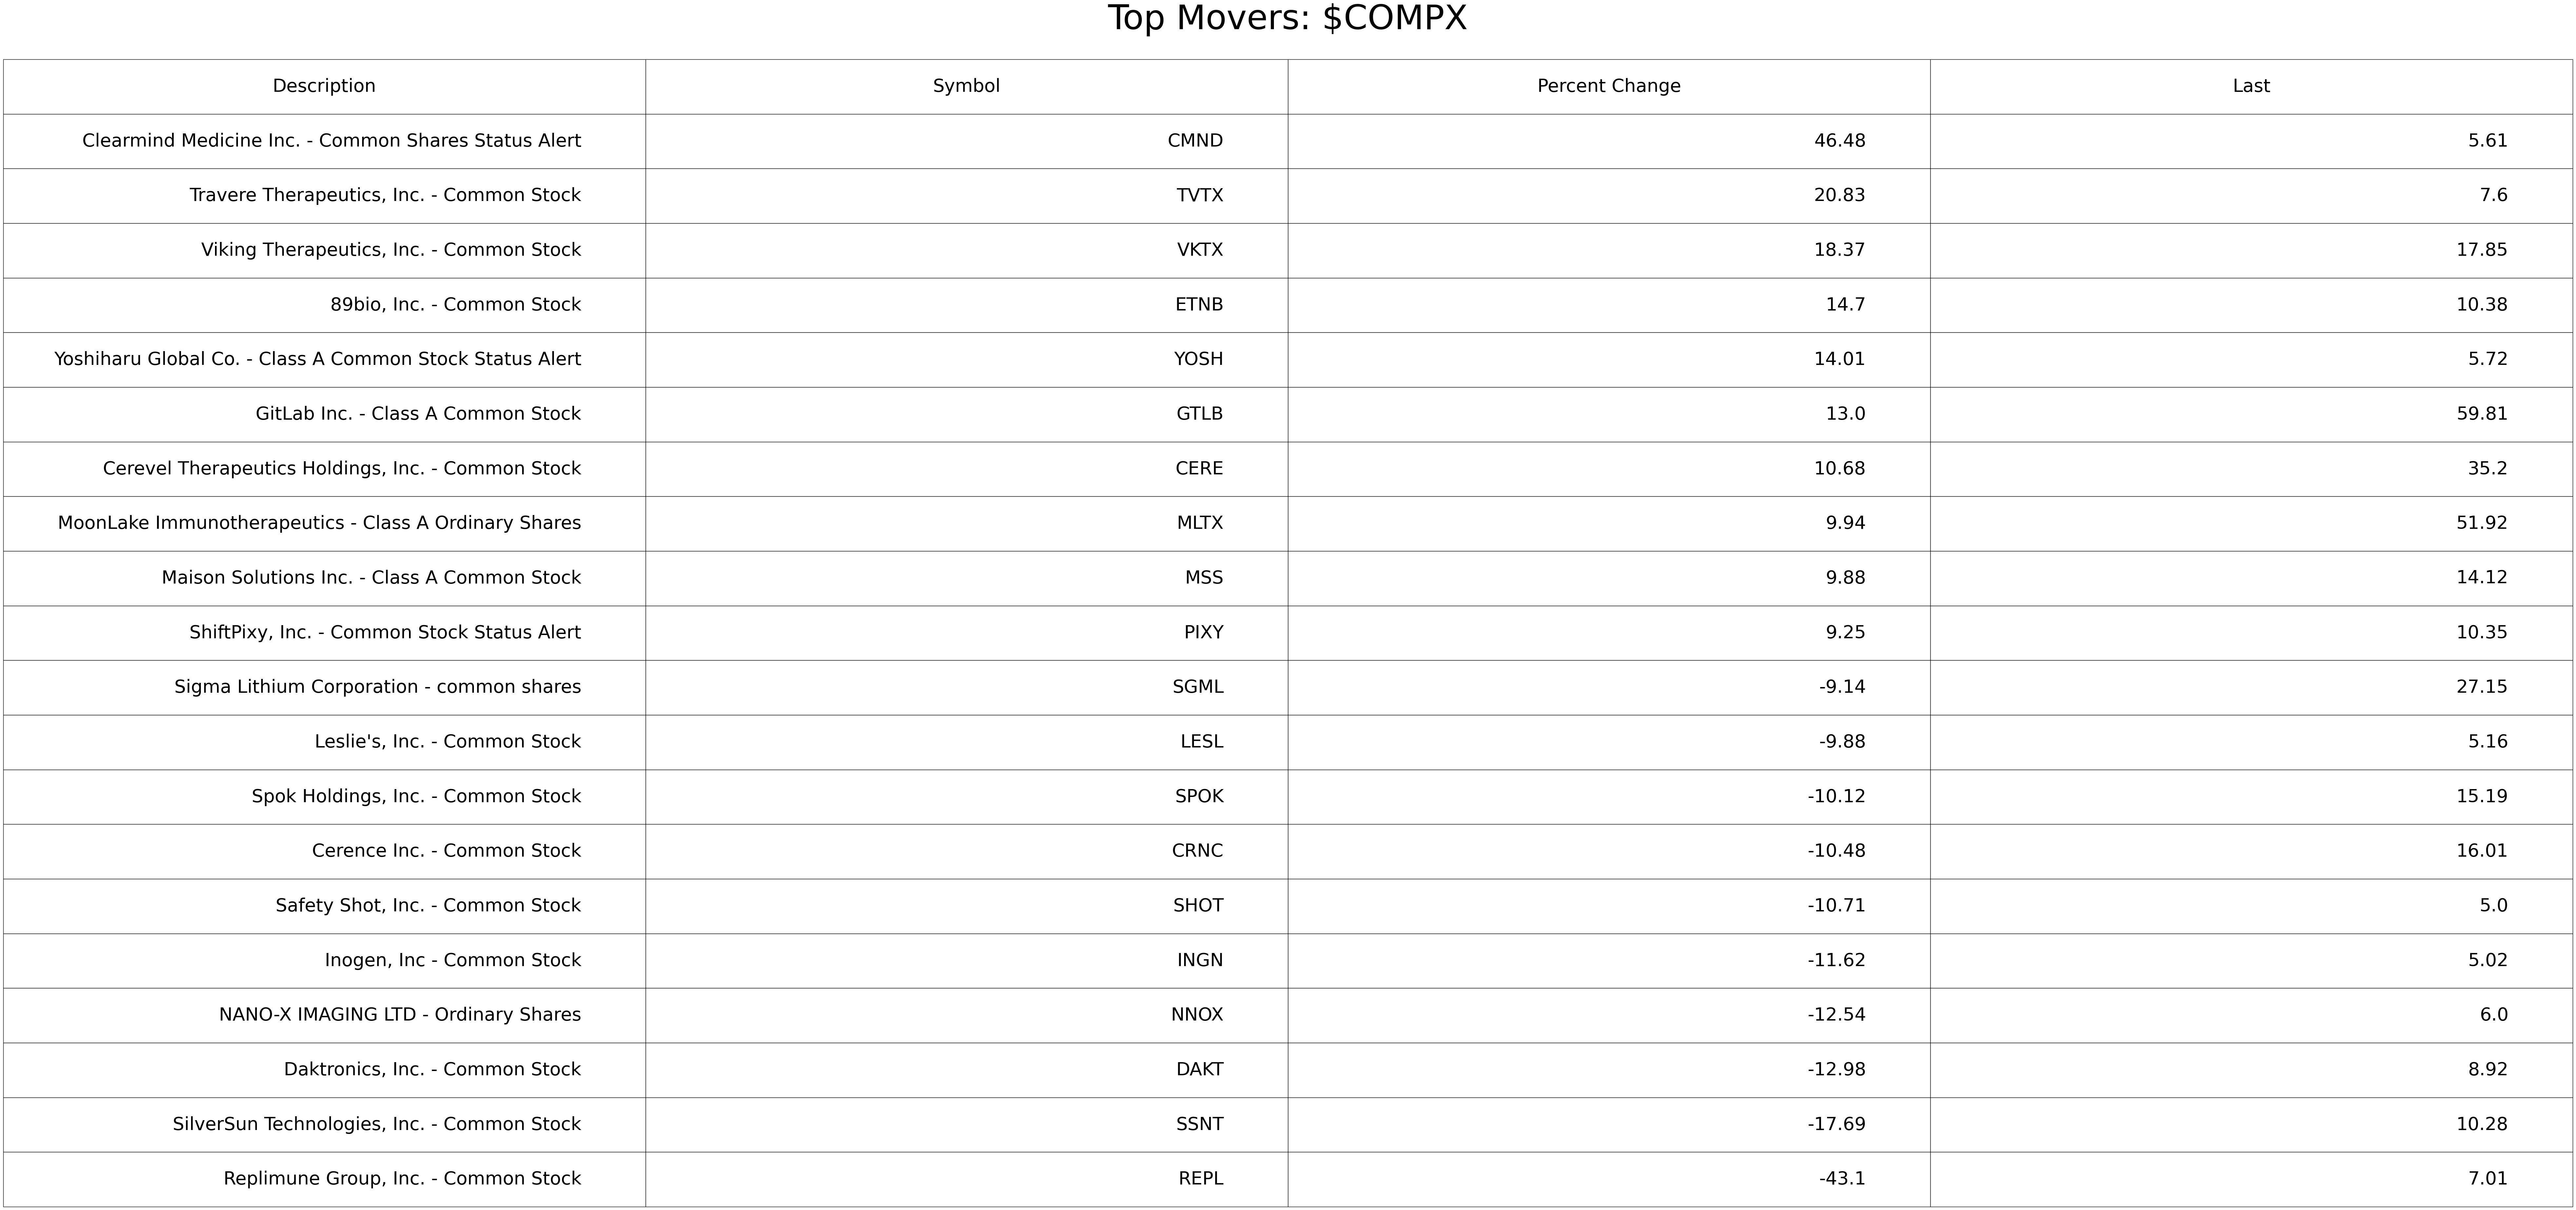 Top Movers: $COMPX
Description Symbol Percent Change Last
Clearmind Medicine Inc. - Common Shares Status Alert CMND 46.48 5.61
Travere Therapeutics, Inc. - Common Stock TVTX 20.83 7.6
Viking Therapeutics, Inc. - Common Stock VKTX 18.37 17.85
89bio, Inc. - Common Stock ETNB 14.7 10.38
Yoshiharu Global Co. - Class A Common Stock Status Alert YOSH 14.01 5.72
GitLab Inc. - Class A Common Stock GTLB 13.0 59.81
Cerevel Therapeutics Holdings, Inc. - Common Stock CERE 10.68 35.2
MoonLake Immunotherapeutics - Class A Ordinary Shares MLTX 9.94 51.92
Maison Solutions Inc. - Class A Common Stock MSS 9.88 14.12
ShiftPixy, Inc. - Common Stock Status Alert PIXY 9.25 10.35
Sigma Lithium Corporation - common shares SGML -9.14 27.15
Leslie's, Inc. - Common Stock LESL -9.88 5.16
Spok Holdings, Inc. - Common Stock SPOK -10.12 15.19
Cerence Inc. - Common Stock CRNC -10.48 16.01
Safety Shot, Inc. - Common Stock SHOT -10.71 5.0
Inogen, Inc - Common Stock INGN -11.62 5.02
NANO-X IMAGING LTD - Ordinary Shares NNOX -12.54 6.0
Daktronics, Inc. - Common Stock DAKT -12.98 8.92
SilverSun Technologies, Inc. - Common Stock SSNT -17.69 10.28
Replimune Group, Inc. - Common Stock REPL -43.1 7.01